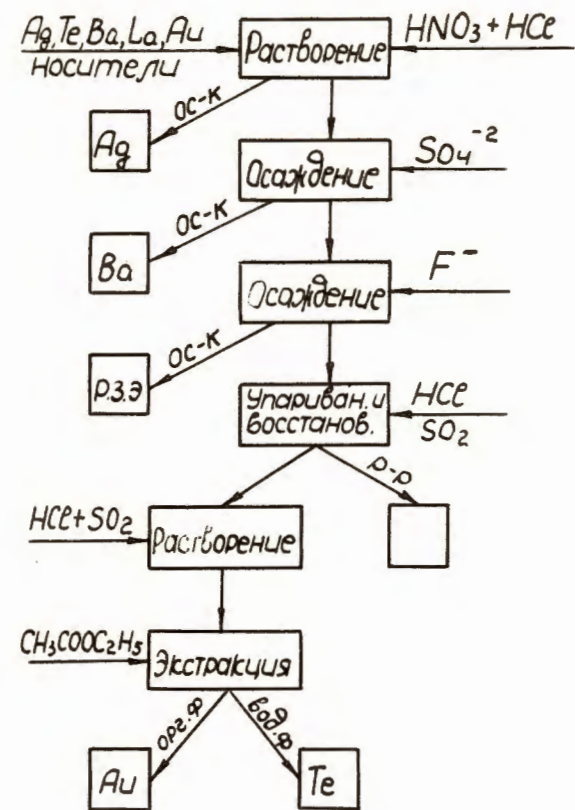 Ag, Te, Ba, La, Au
носители
Растворение
HNO₃ + HCl
ос-к
Ag
Осаждение
SO₄⁻²
ос-к
Ba
Осаждение
F⁻
ос-к
Р.З.Э
Упариван. и
восстанов.
HCl
SO₂
р-р
HCl+SO₂
Растворение
CH₃COOC₂H₅
Экстракция
орг.ф
вод.ф
Au
Te